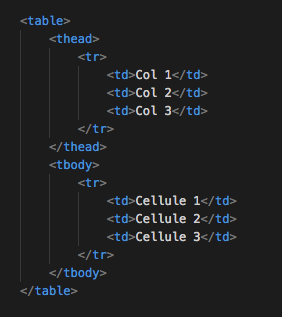 <table>
<thead>
<tr>
<td>Col 1</td>
<td>Col 2</td>
<td>Col 3</td>
</tr>
</thead>
<tbody>
<tr>
<td>Cellule 1</td>
<td>Cellule 2</td>
<td>Cellule 3</td>
</tr>
</tbody>
</table>